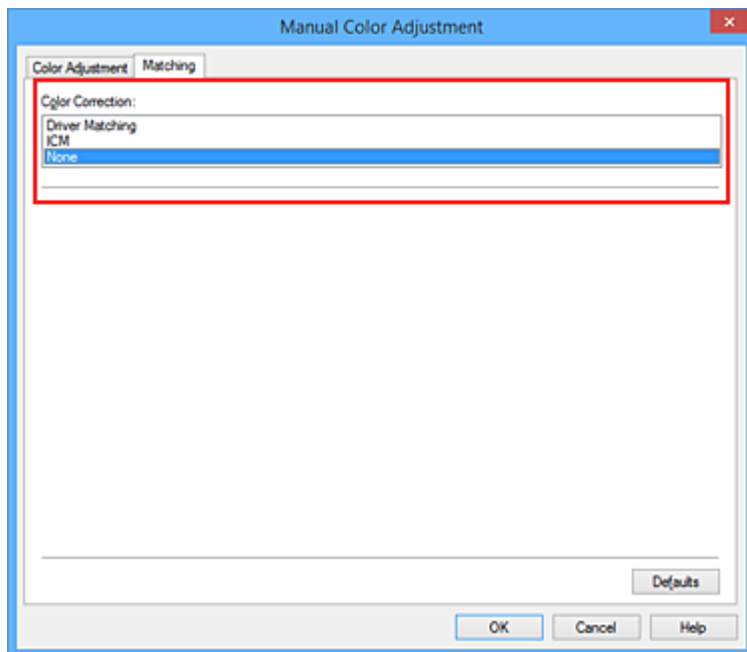 Manual Color Adjustment
Color Adjustment Matching
Color Correction:
Driver Matching
ICM
None
Defaults
OK Cancel Help